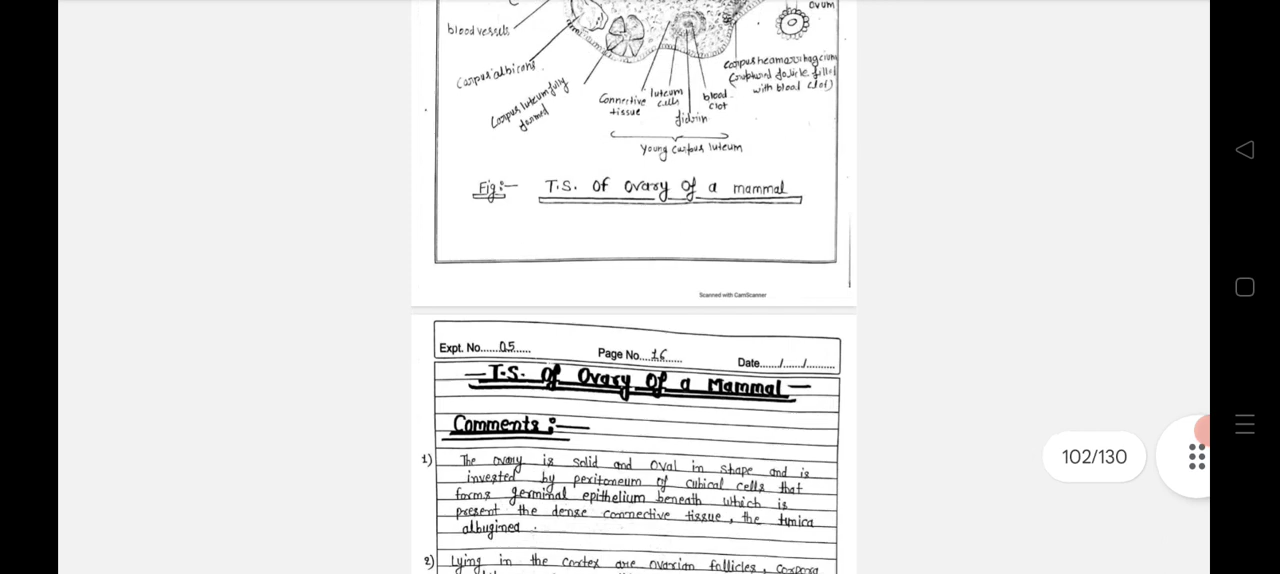 ovum
blood vessels
Corpus albicans
Corpus luteum fully
formed
Connective
tissue
luteum
cells
fibrin
blood
clot
Corpus heamorrhagcium
(ruptured follicle filled
with blood clot)
Young curpus luteum
Fig:- T.S. Of Ovary Of a mammal
Scanned with CamScanner
Expt. No.......05...... Page No....16...... Date....../....../..........
- T.S. Of Ovary Of a Mammal -
Comments :-
1) The ovary is solid and oval in shape and is
invested by peritoneum of cubical cells that
forms germinal epithelium beneath which is
present the dense connective tissue, the tunica
albuginea .
2) Lying in the cortex are ovarian follicles, corpora
102/130